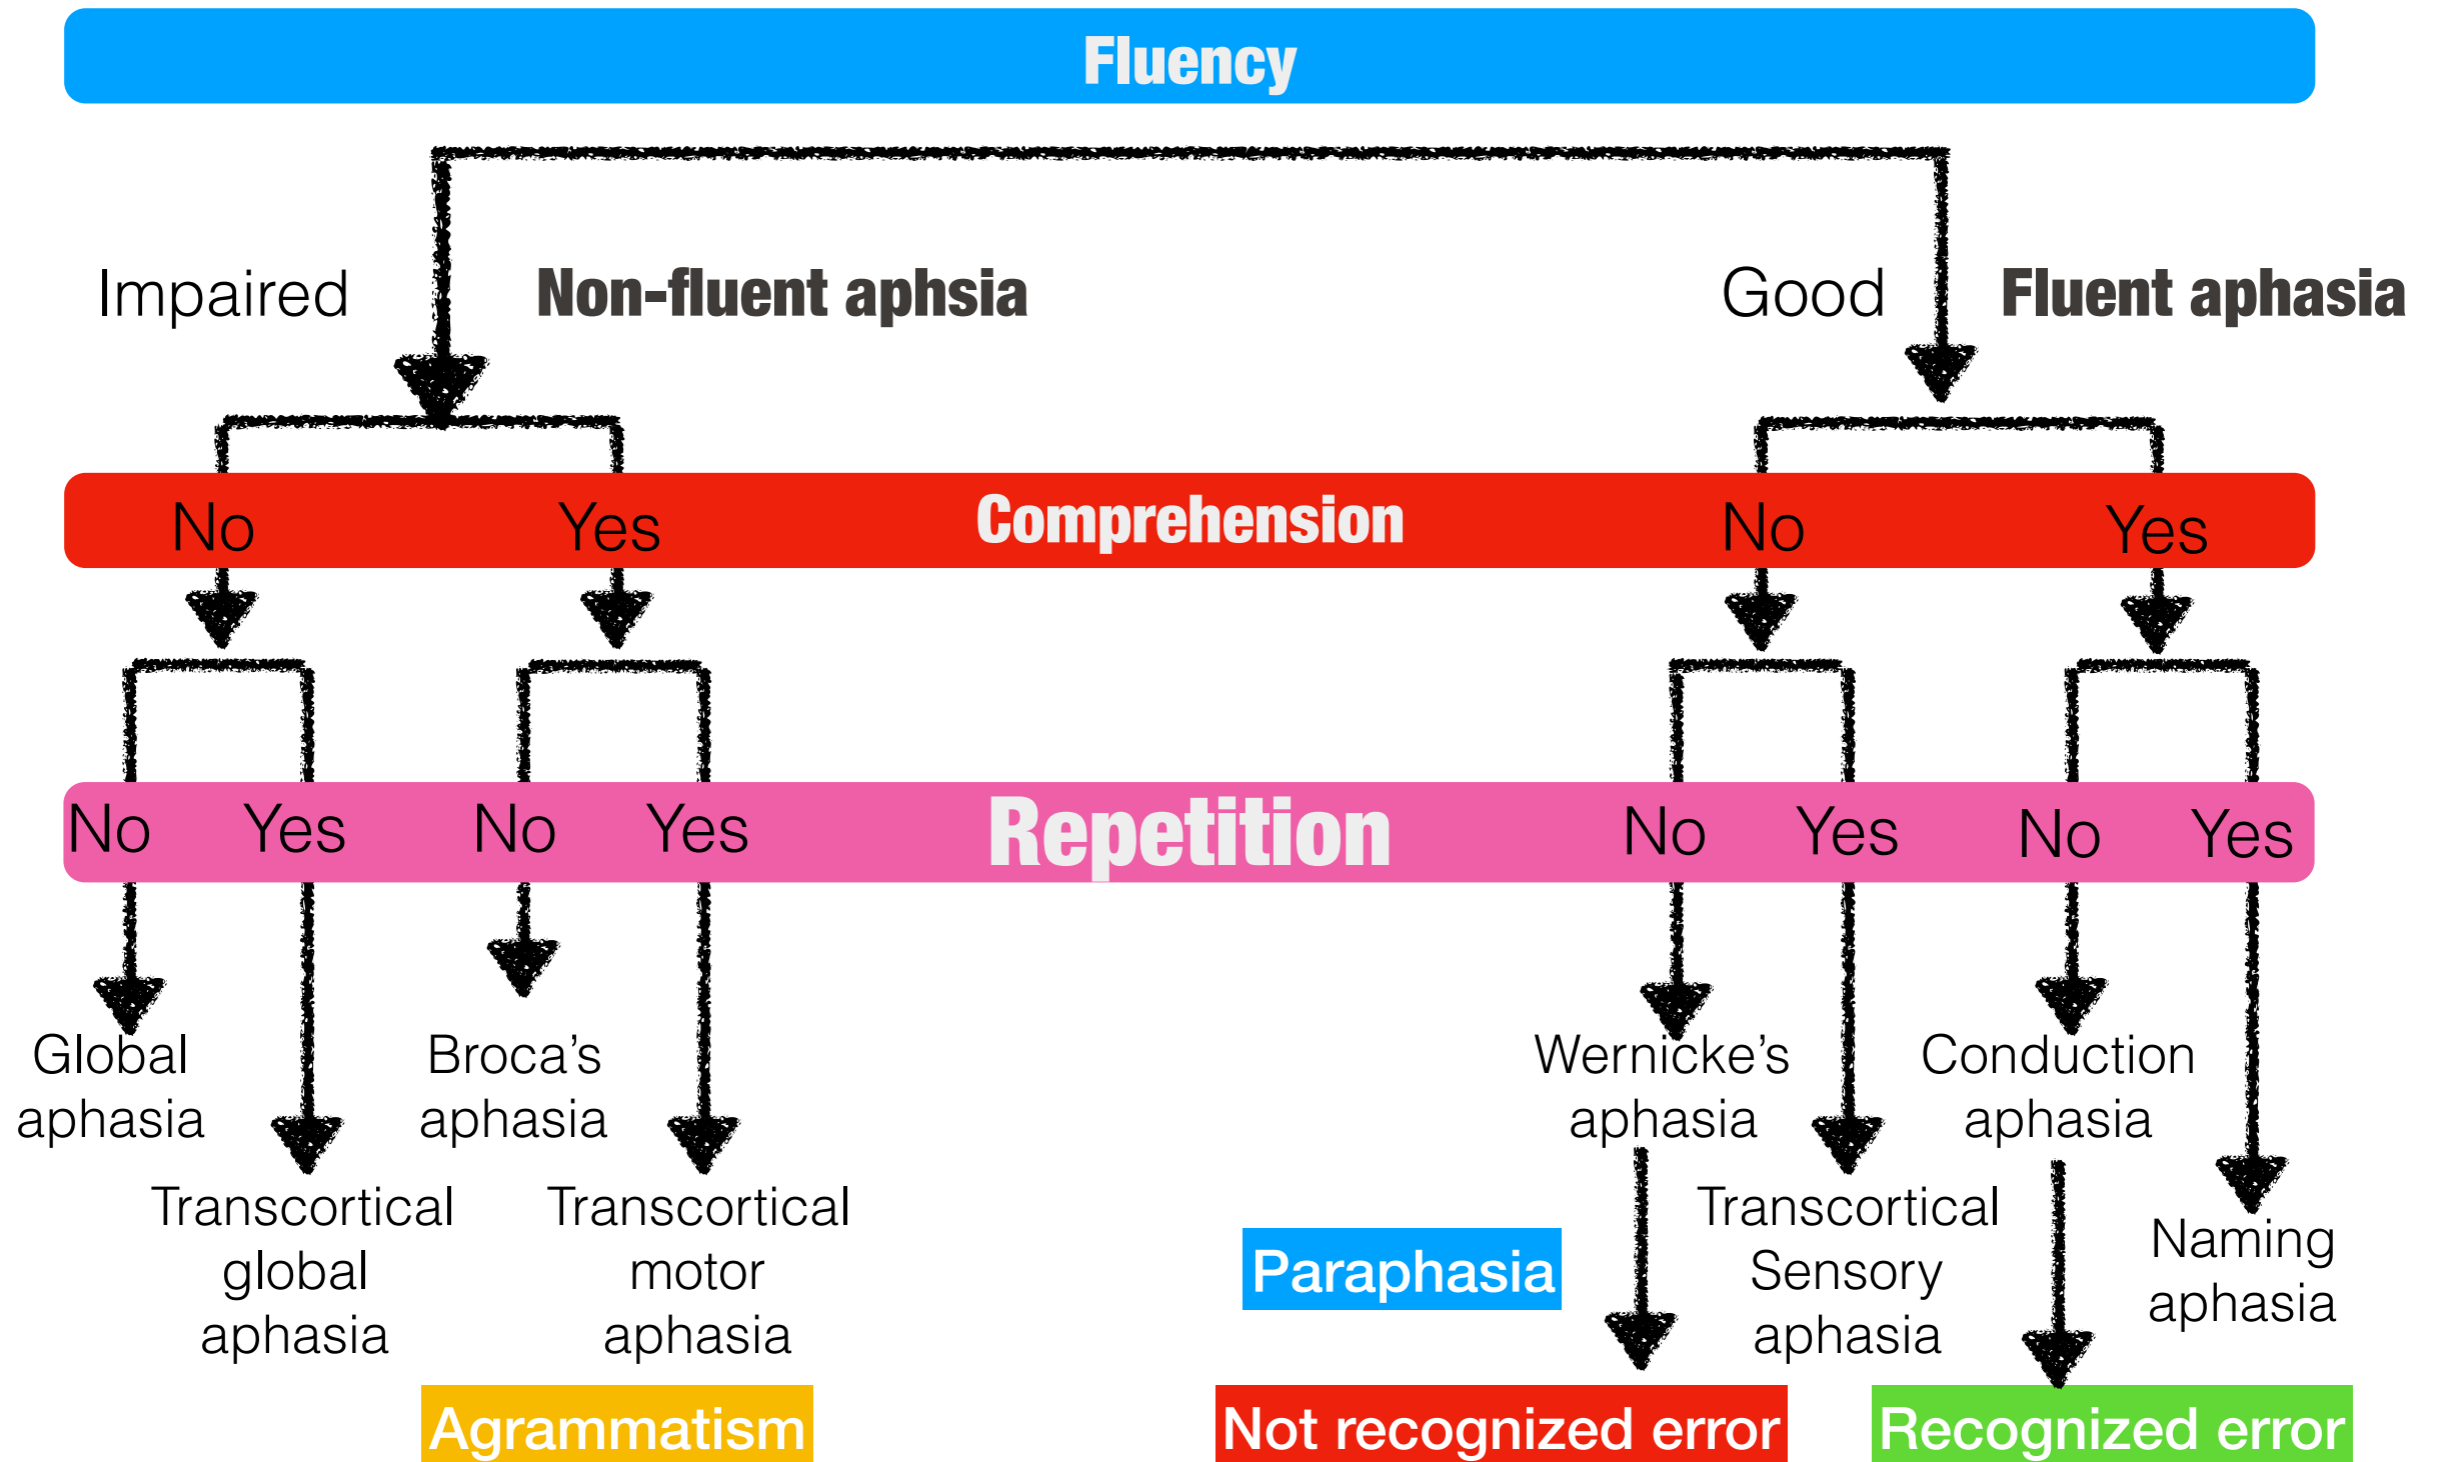 Fluency
Impaired
Non-fluent aphsia
Good
Fluent aphasia
No
Yes
Comprehension
No
Yes
No
Yes
No
Yes
Repetition
No
Yes
No
Yes
Global
aphasia
Broca's
aphasia
Wernicke's
aphasia
Conduction
aphasia
Transcortical
global
aphasia
Transcortical
motor
aphasia
Paraphasia
Transcortical
Sensory
aphasia
Naming
aphasia
Agrammatism
Not recognized error
Recognized error